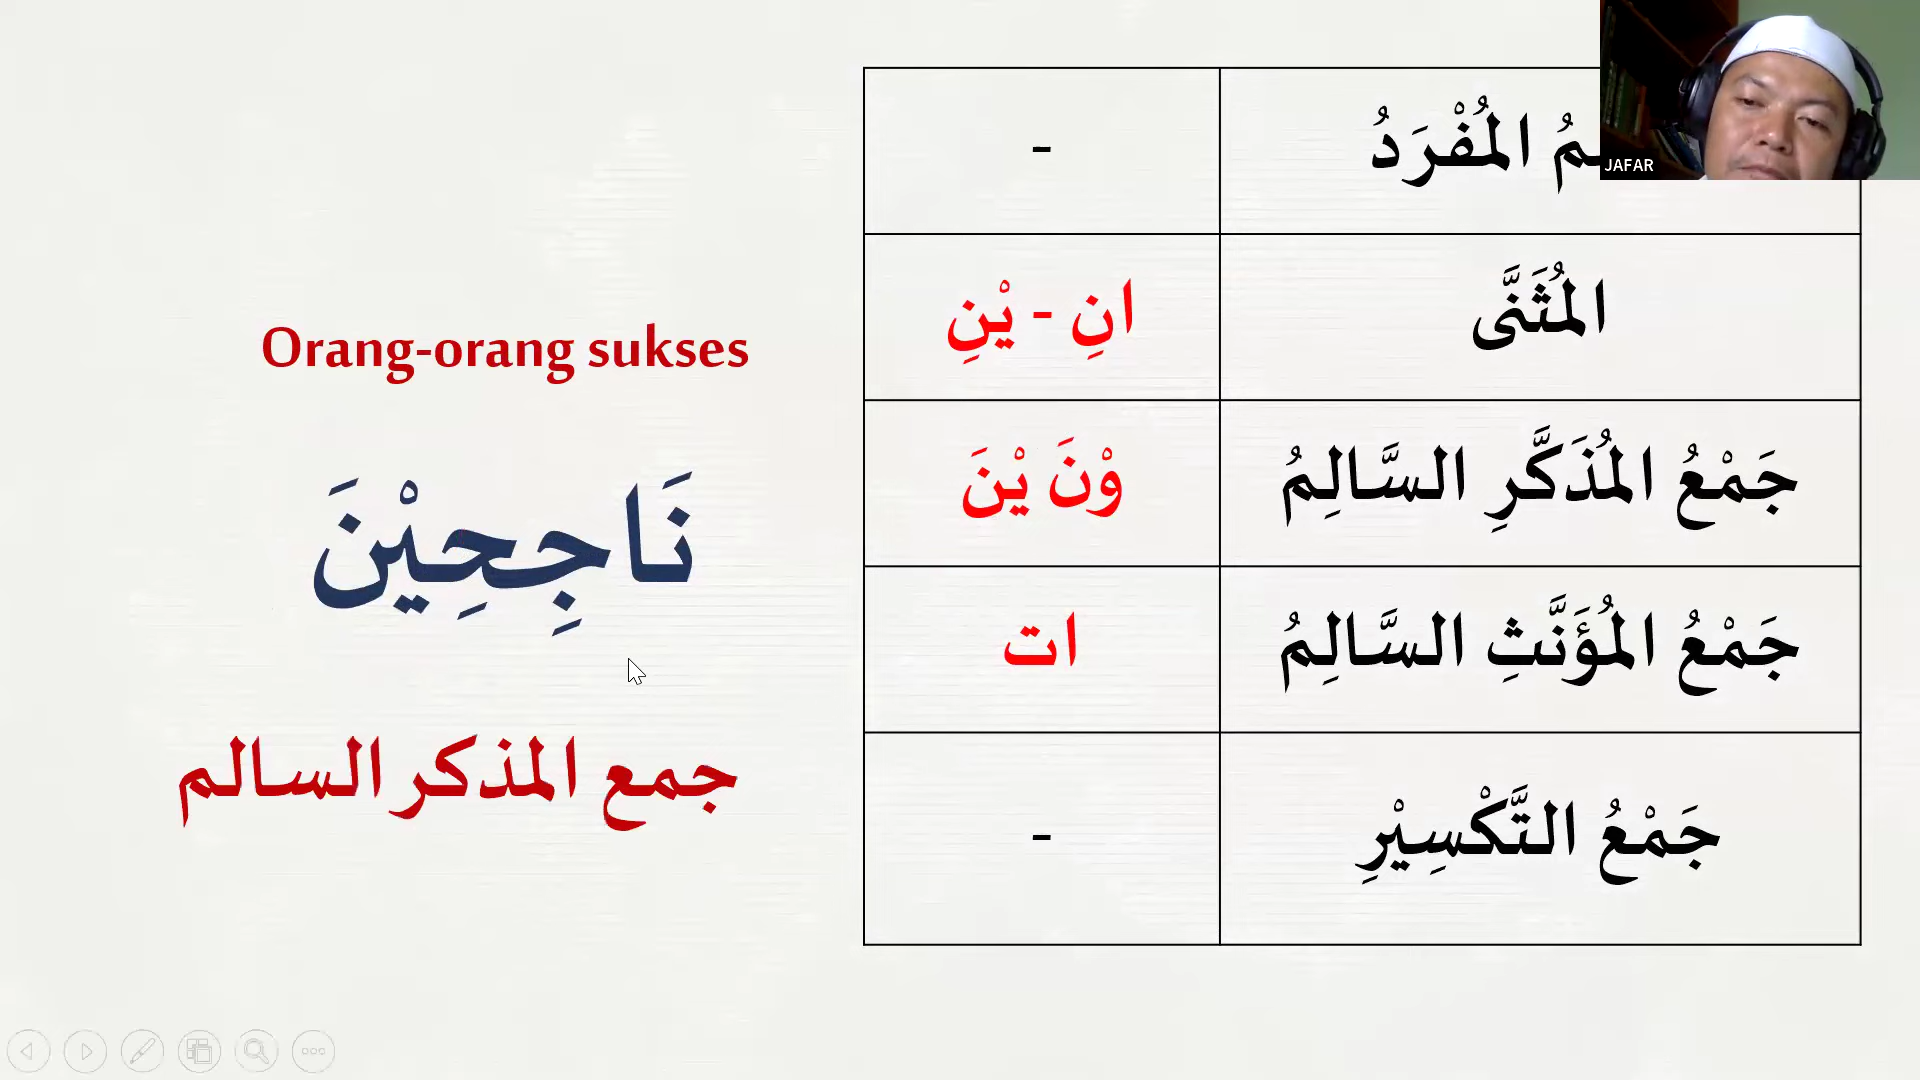 Orang-orang sukses
نَاجِحِيْنَ
جمع المذكر السالم
المُفْرَدُ
-
المُثَنَّى
انِ - يْنِ
جَمْعُ المُذَكَّرِ السَّالِمُ
وْنَ يْنَ
جَمْعُ المُؤَنَّثِ السَّالِمُ
ات
جَمْعُ التَّكْسِيْرِ
-
JAFAR